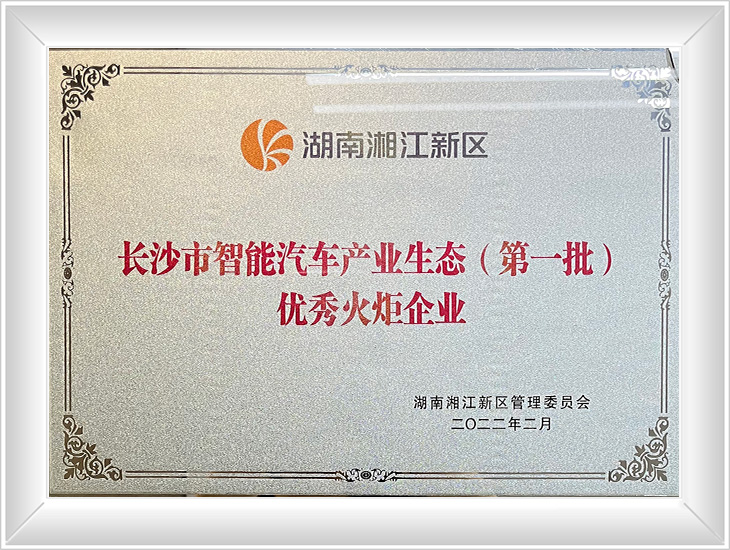 湖南湘江新区
长沙市智能汽车产业生态（第一批）
优秀火炬企业
湖南湘江新区管理委员会
二〇二二年二月